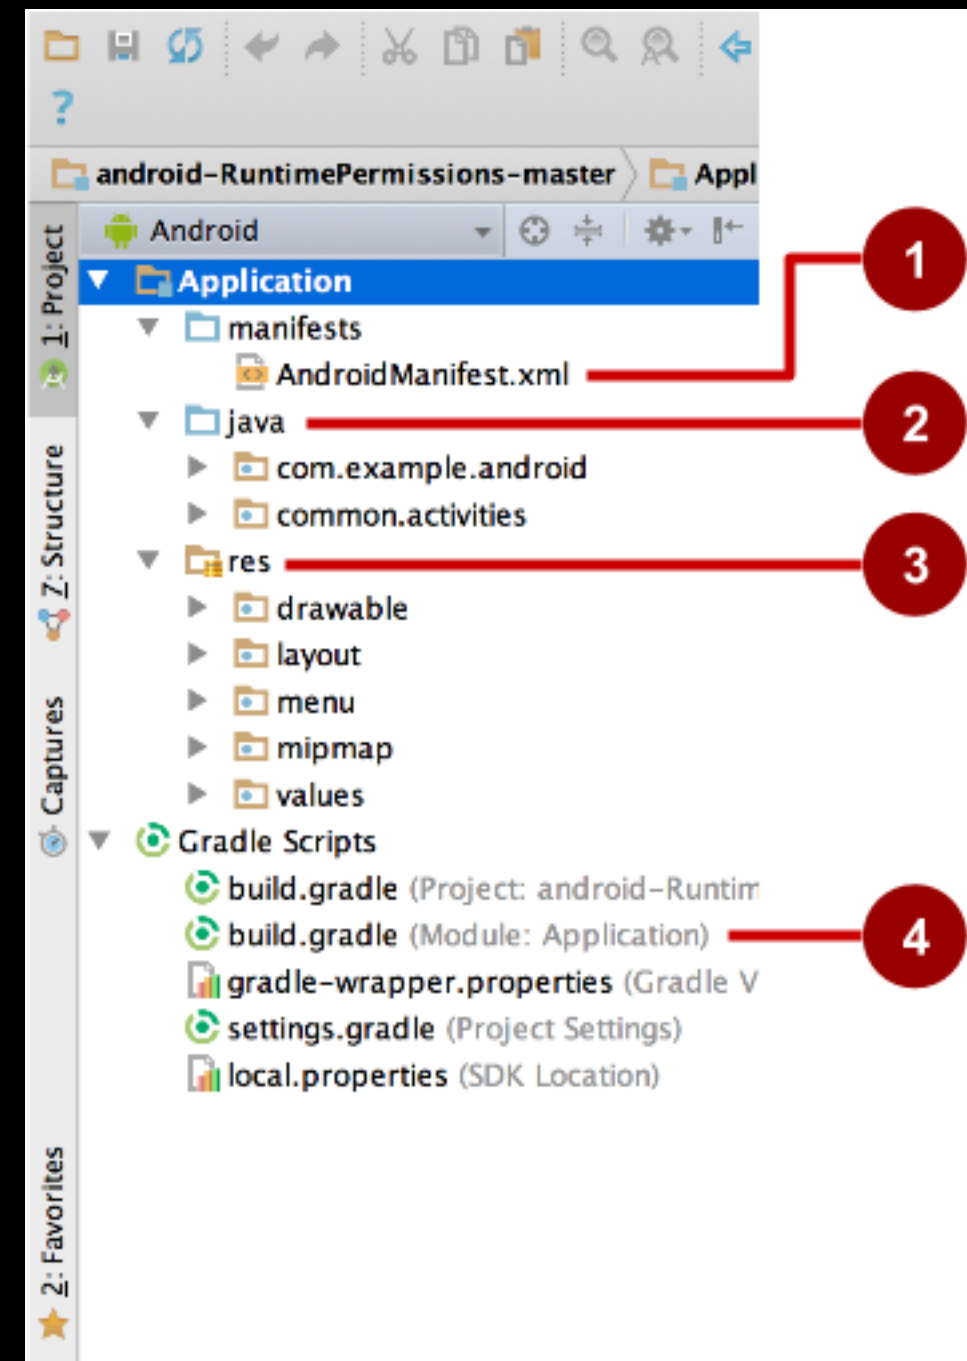 ?
android-RuntimePermissions-master
Appl
Android
1: Project
Application
1
manifests
AndroidManifest.xml
java
2
com.example.android
7: Structure
common.activities
res
3
drawable
layout
menu
Captures
mipmap
values
Gradle Scripts
build.gradle (Project: android-Runtim
build.gradle (Module: Application)
4
gradle-wrapper.properties (Gradle V
settings.gradle (Project Settings)
local.properties (SDK Location)
2: Favorites